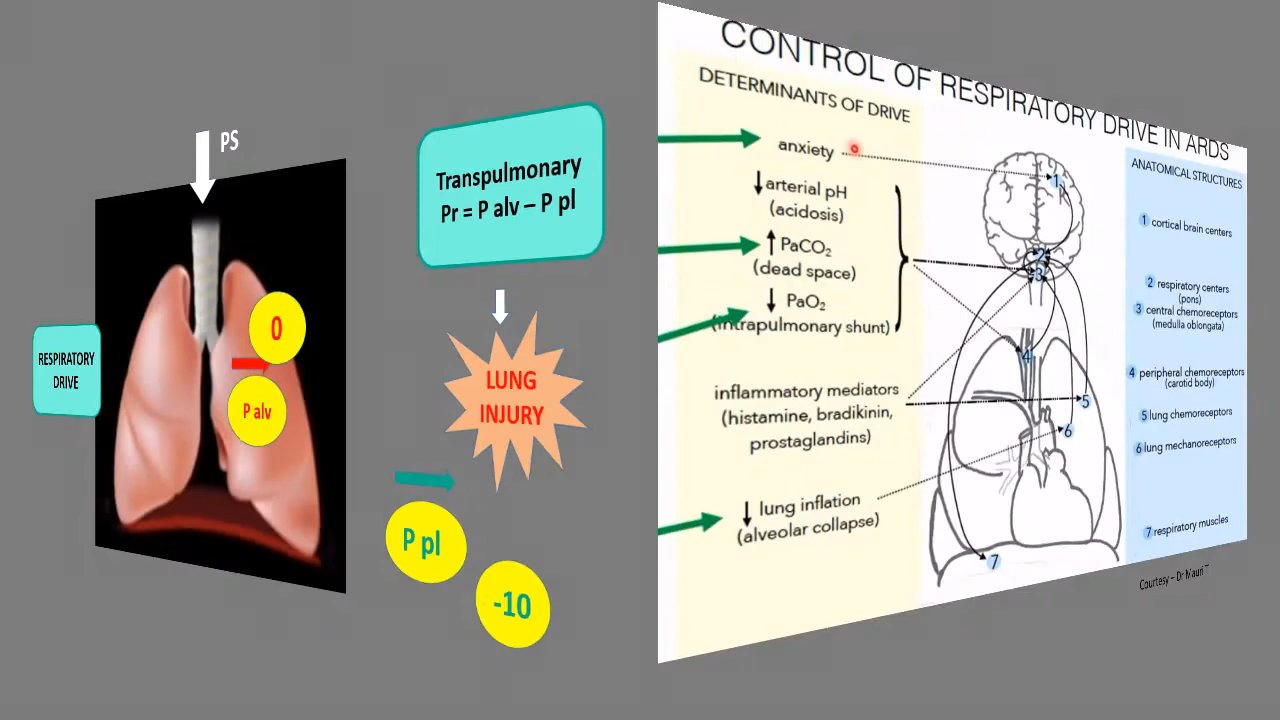 PS
RESPIRATORY
DRIVE
0
P alv
Transpulmonary
Pr = P alv – P pl
LUNG
INJURY
P pl
-10
CONTROL OF RESPIRATORY DRIVE IN ARDS
DETERMINANTS OF DRIVE
anxiety
arterial pH
(acidosis)
PaCO₂
(dead space)
PaO₂
(intrapulmonary shunt)
inflammatory mediators
(histamine, bradikinin,
prostaglandins)
lung inflation
(alveolar collapse)
1
2
3
4
5
6
7
ANATOMICAL STRUCTURES
1 cortical brain centers
2 respiratory centers
(pons)
3 central chemoreceptors
(medulla oblongata)
4 peripheral chemoreceptors
(carotid body)
5 lung chemoreceptors
6 lung mechanoreceptors
7 respiratory muscles
Courtesy – Dr Mauri